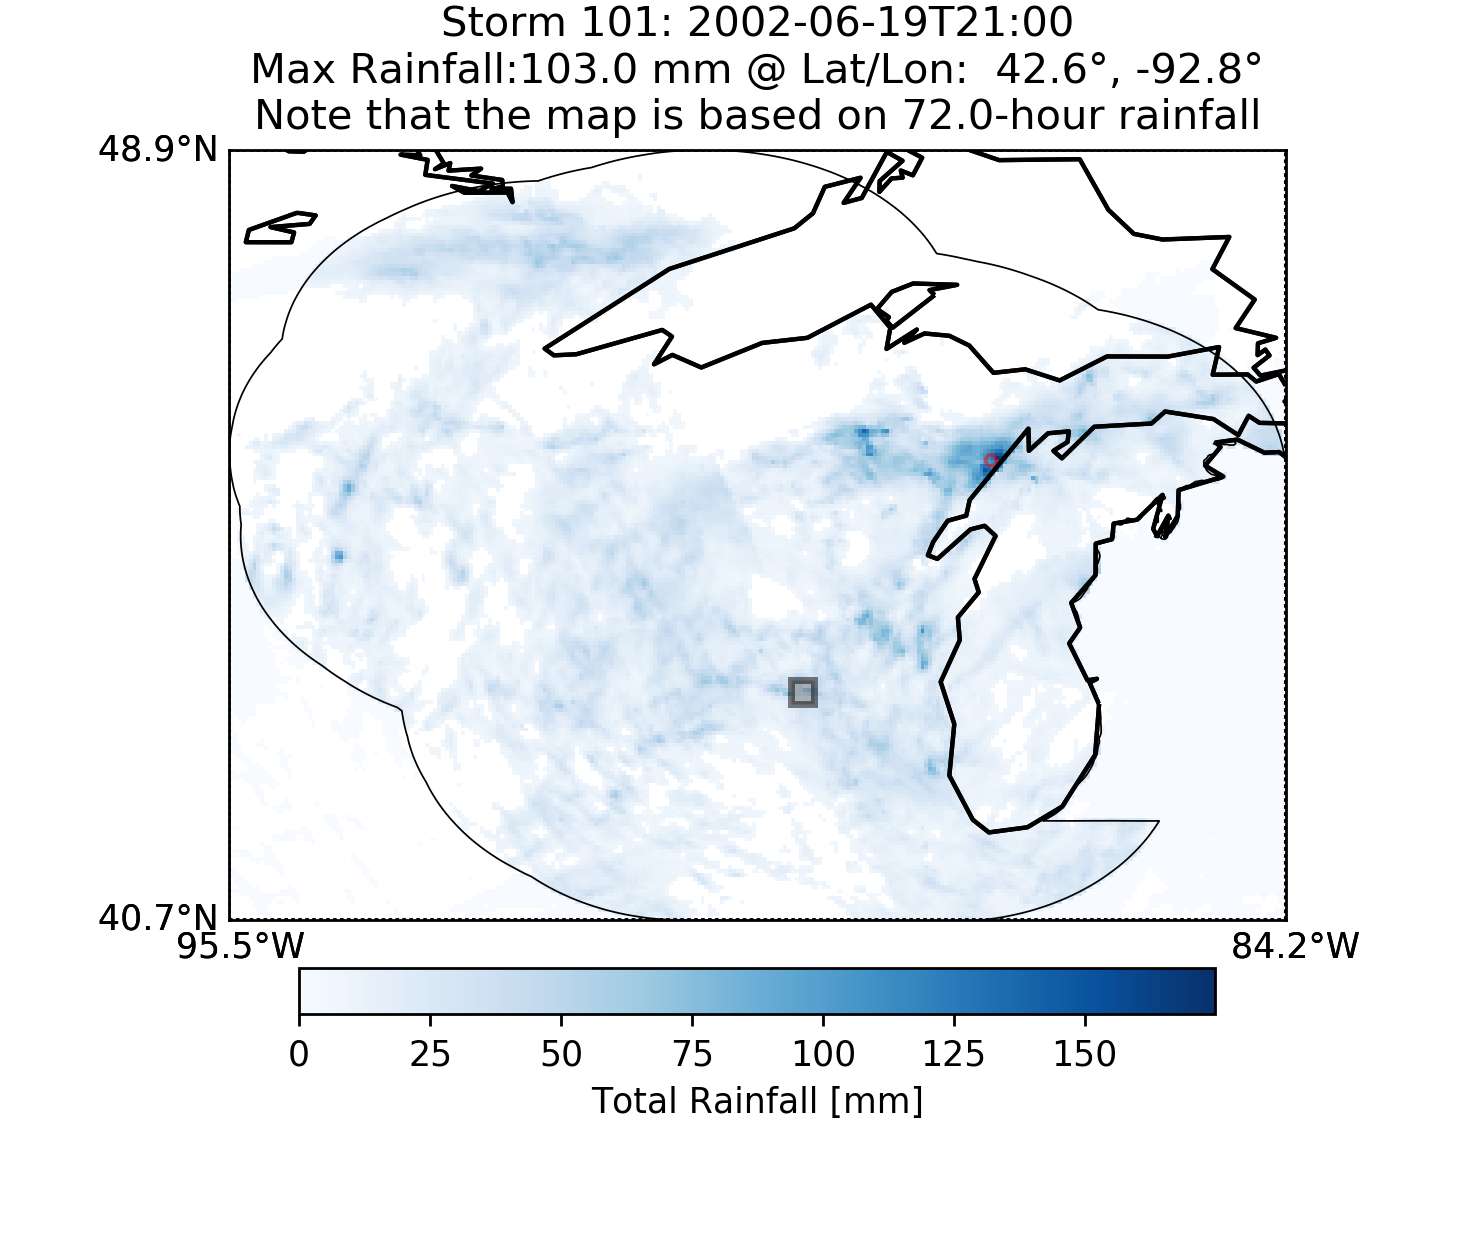 Storm 101: 2002-06-19T21:00
Max Rainfall:103.0 mm @ Lat/Lon:  42.6°, -92.8°
Note that the map is based on 72.0-hour rainfall
48.9°N
40.7°N
95.5°W 84.2°W
0 25 50 75 100 125 150
Total Rainfall [mm]